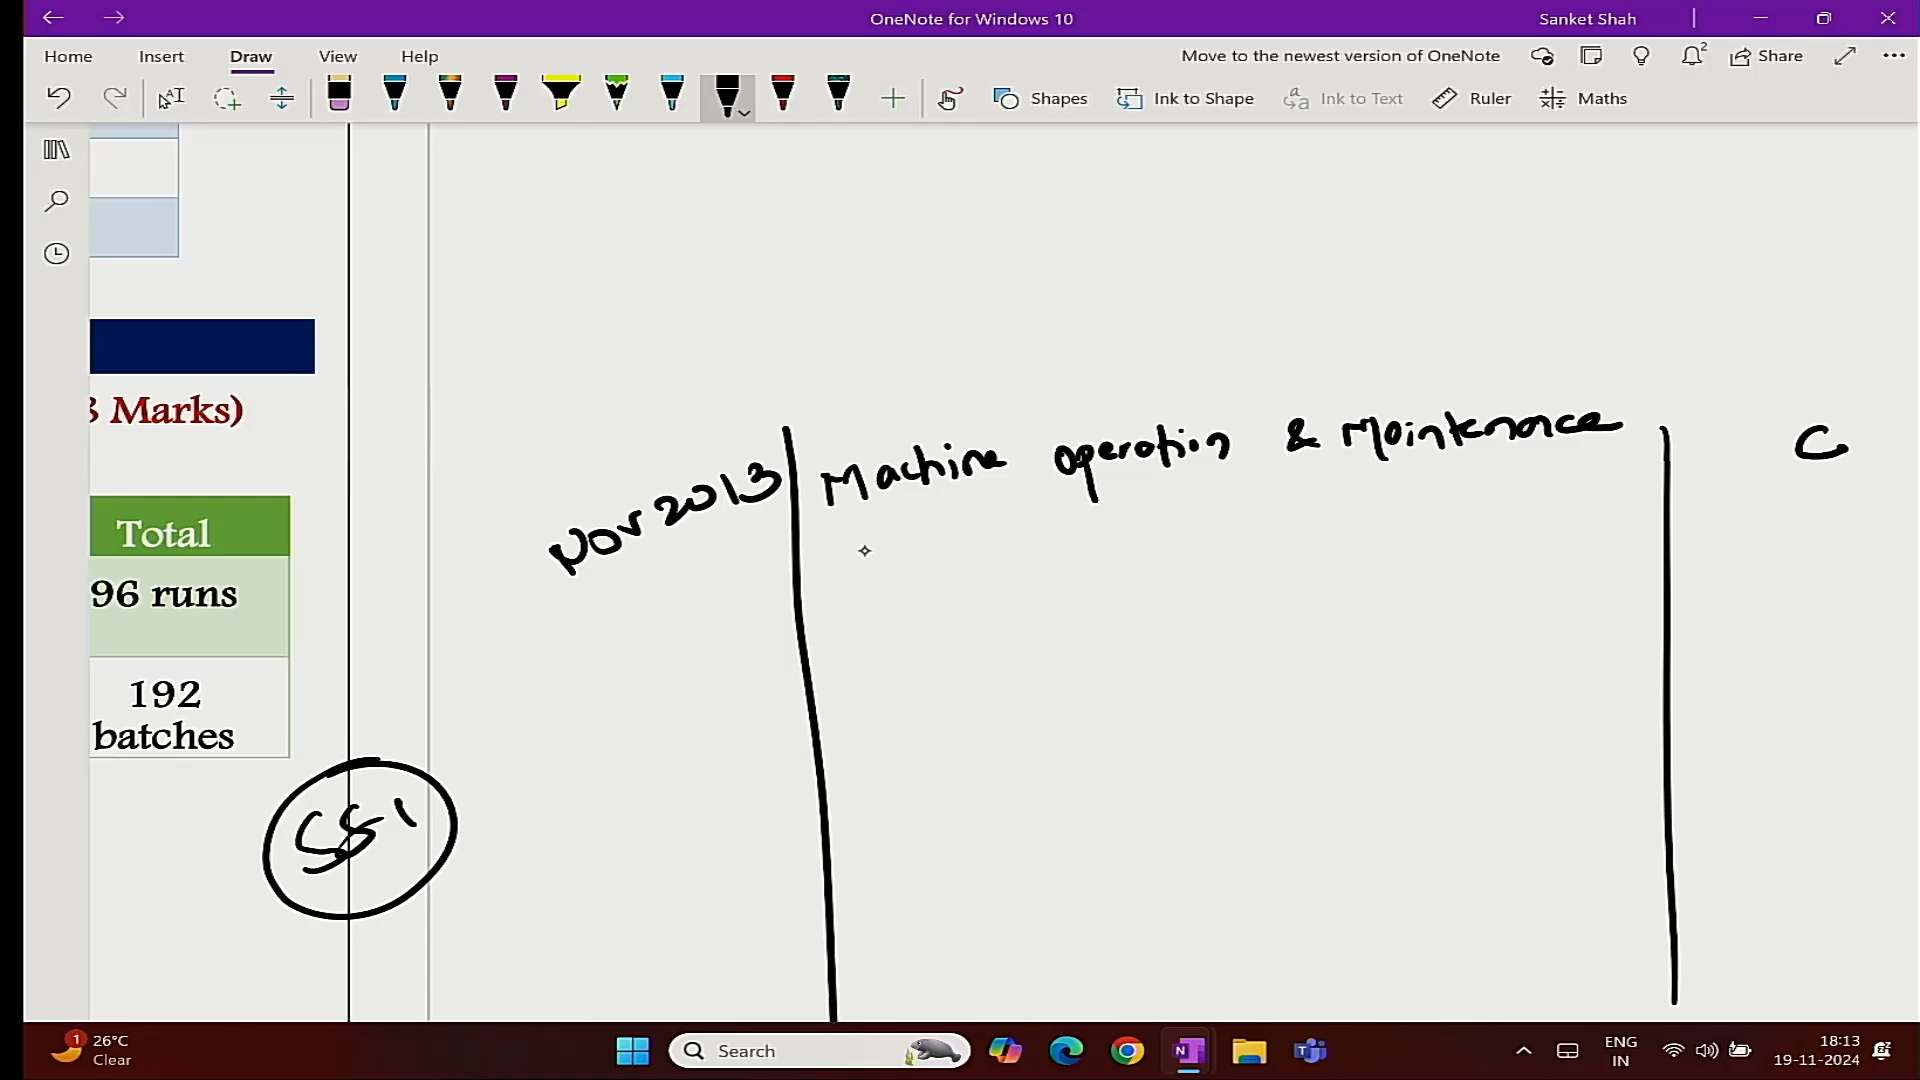 OneNote for Windows 10
Sanket Shah
Home Insert Draw View Help
Move to the newest version of OneNote
2
Share
Shapes
Ink to Shape
Ink to Text
Ruler
Maths
Marks)
Total
96 runs
192
batches
Nov 2013
Machine operation & Maintenance
C
1
26°C
Clear
Search
ENG
IN
18:13
19-11-2024